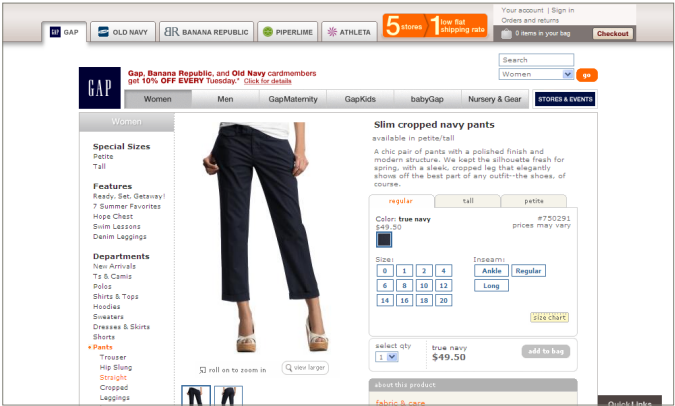 Your account | Sign in
Orders and returns
GAP GAP
OLD NAVY
BR BANANA REPUBLIC
PIPERLIME
ATHLETA
5 stores 1 low flat shipping rate
0 items in your bag
Checkout
GAP
Gap, Banana Republic, and Old Navy cardmembers
get 10% OFF EVERY Tuesday.* Click for details
Search
Women
go
Women Men GapMaternity GapKids babyGap Nursery & Gear STORES & EVENTS
Women
Special Sizes
Petite
Tall
Features
Ready, Set, Getaway!
7 Summer Favorites
Hope Chest
Swim Lessons
Denim Leggings
Departments
New Arrivals
Ts & Camis
Polos
Shirts & Tops
Hoodies
Sweaters
Dresses & Skirts
Shorts
Pants
Trouser
Hip Slung
Straight
Cropped
Leggings
roll on to zoom in
view larger
Slim cropped navy pants
available in petite/tall
A chic pair of pants with a polished finish and
modern structure. We kept the silhouette fresh for
spring, with a sleek, cropped leg that elegantly
shows off the best part of any outfit--the shoes, of
course.
regular tall petite
Color: true navy
$49.50
#750291
prices may vary
Size:
0 1 2 4
6 8 10 12
14 16 18 20
Inseam:
Ankle Regular
Long
size chart
select qty
1
true navy
$49.50
add to bag
about this product
fabric & care
Quick Links